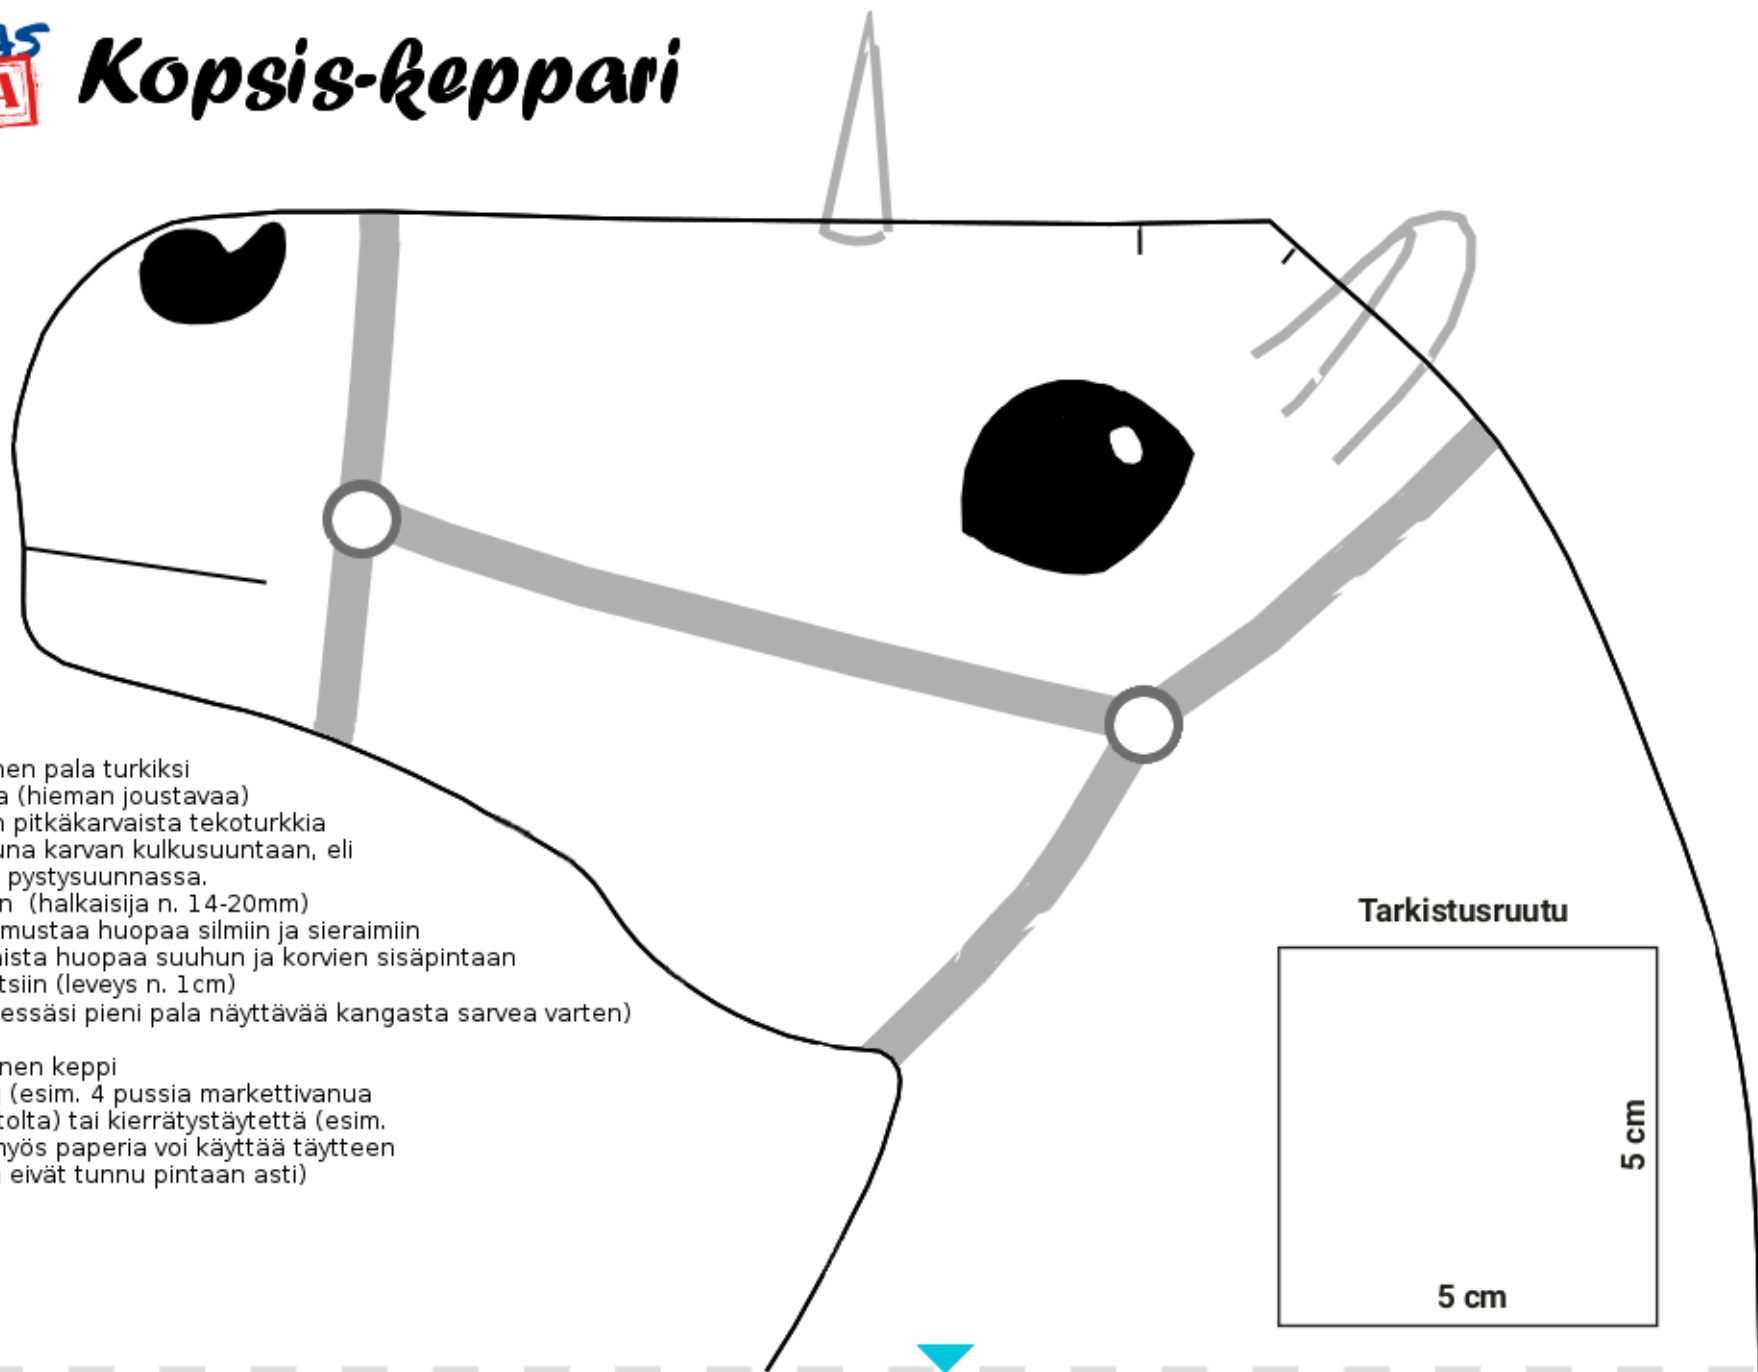 AS
A
Kopsis-keppari
nen pala turkiksi
a (hieman joustavaa)
n pitkäkarvaista tekoturkkia
una karvan kulkusuuntaan, eli
pystysuunnassa.
n (halkaisija n. 14-20mm)
mustaa huopaa silmiin ja sieraimiin
aista huopaa suuhun ja korvien sisäpintaan
tsiin (leveys n. 1cm)
essäsi pieni pala näyttävää kangasta sarvea varten)
nen keppi
(esim. 4 pussia markettivanua
tolta) tai kierrätystäytettä (esim.
myös paperia voi käyttää täytteen
eivät tunnu pintaan asti)
Tarkistusruutu
5 cm
5 cm